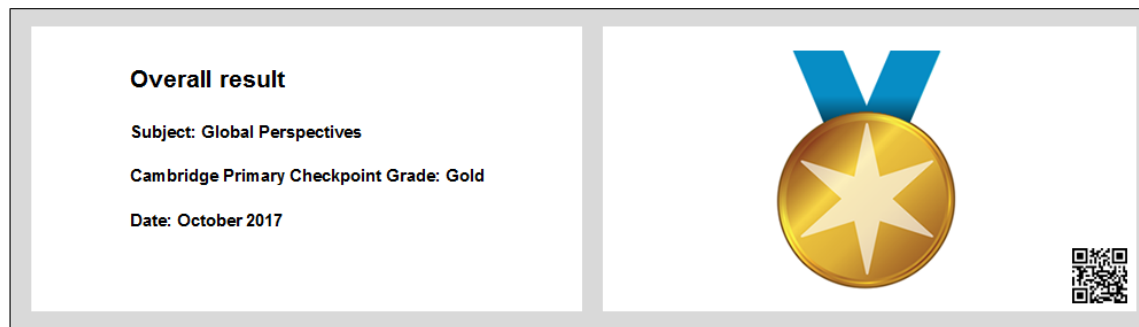 Overall result
Subject: Global Perspectives
Cambridge Primary Checkpoint Grade: Gold
Date: October 2017